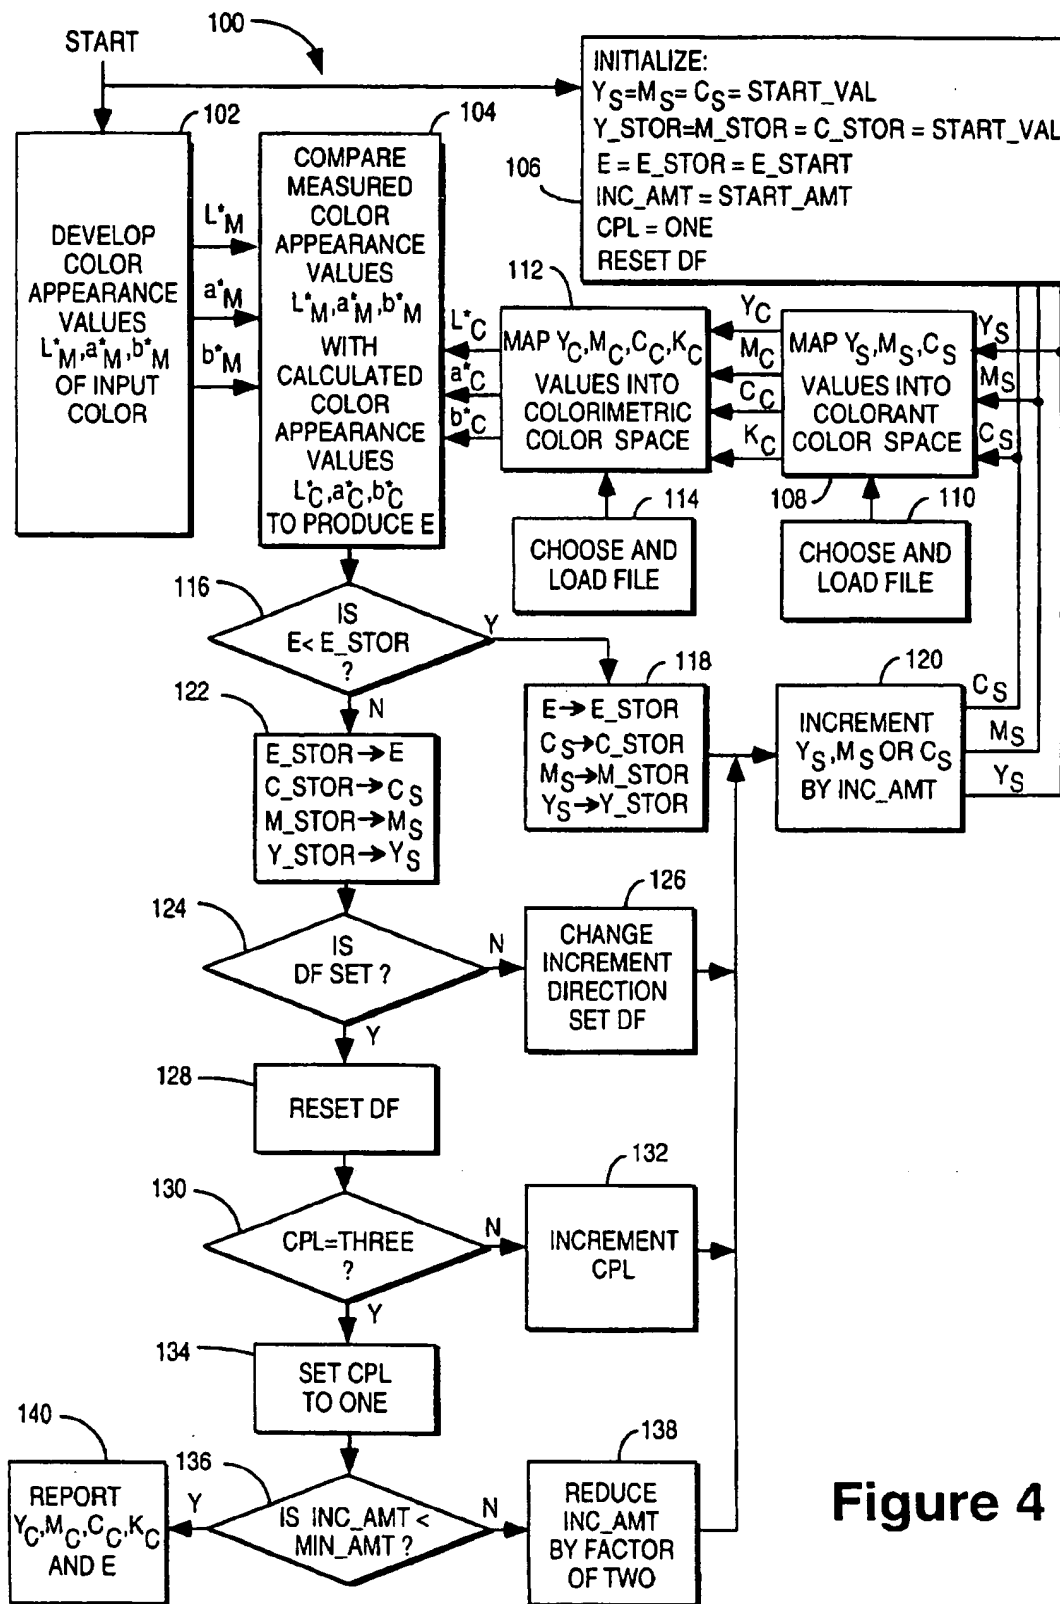 START
100
102
104
106
INITIALIZE:
YS=MS=CS=START_VAL
Y_STOR=M_STOR=C_STOR=START_VAL
E=E_STOR=E_START
INC_AMT=START_AMT
CPL=ONE
RESET DF
DEVELOP
COLOR
APPEARANCE
VALUES
L*M,a*M,b*M
OF INPUT
COLOR
L*M
a*M
b*M
COMPARE
MEASURED
COLOR
APPEARANCE
VALUES
L*M,a*M,b*M
WITH
CALCULATED
COLOR
APPEARANCE
VALUES
L*C,a*C,b*C
TO PRODUCE E
L*C
a*C
b*C
112
MAP YC,MC,CC,KC
VALUES INTO
COLORIMETRIC
COLOR SPACE
YC
MC
CC
KC
MAP YS,MS,CS
VALUES INTO
COLORANT
COLOR SPACE
YS
MS
CS
108
114
CHOOSE AND
LOAD FILE
110
CHOOSE AND
LOAD FILE
116
IS
E<E_STOR
?
Y
N
118
E→E_STOR
CS→C_STOR
MS→M_STOR
YS→Y_STOR
120
INCREMENT
YS,MS OR CS
BY INC_AMT
CS
MS
YS
122
E_STOR→E
C_STOR→CS
M_STOR→MS
Y_STOR→YS
124
IS
DF SET ?
N
Y
126
CHANGE
INCREMENT
DIRECTION
SET DF
128
RESET DF
130
CPL=THREE
?
N
Y
132
INCREMENT
CPL
134
SET CPL
TO ONE
136
IS INC_AMT<
MIN_AMT ?
Y
N
138
REDUCE
INC_AMT
BY FACTOR
OF TWO
140
REPORT
YC,MC,CC,KC
AND E
Figure 4